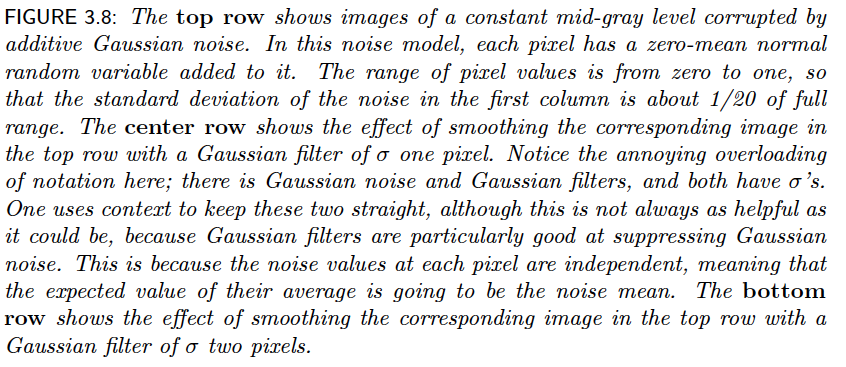 FIGURE 3.8: The top row shows images of a constant mid-gray level corrupted by
additive Gaussian noise. In this noise model, each pixel has a zero-mean normal
random variable added to it. The range of pixel values is from zero to one, so
that the standard deviation of the noise in the first column is about 1/20 of full
range. The center row shows the effect of smoothing the corresponding image in
the top row with a Gaussian filter of σ one pixel. Notice the annoying overloading
of notation here; there is Gaussian noise and Gaussian filters, and both have σ's.
One uses context to keep these two straight, although this is not always as helpful as
it could be, because Gaussian filters are particularly good at suppressing Gaussian
noise. This is because the noise values at each pixel are independent, meaning that
the expected value of their average is going to be the noise mean. The bottom
row shows the effect of smoothing the corresponding image in the top row with a
Gaussian filter of σ two pixels.